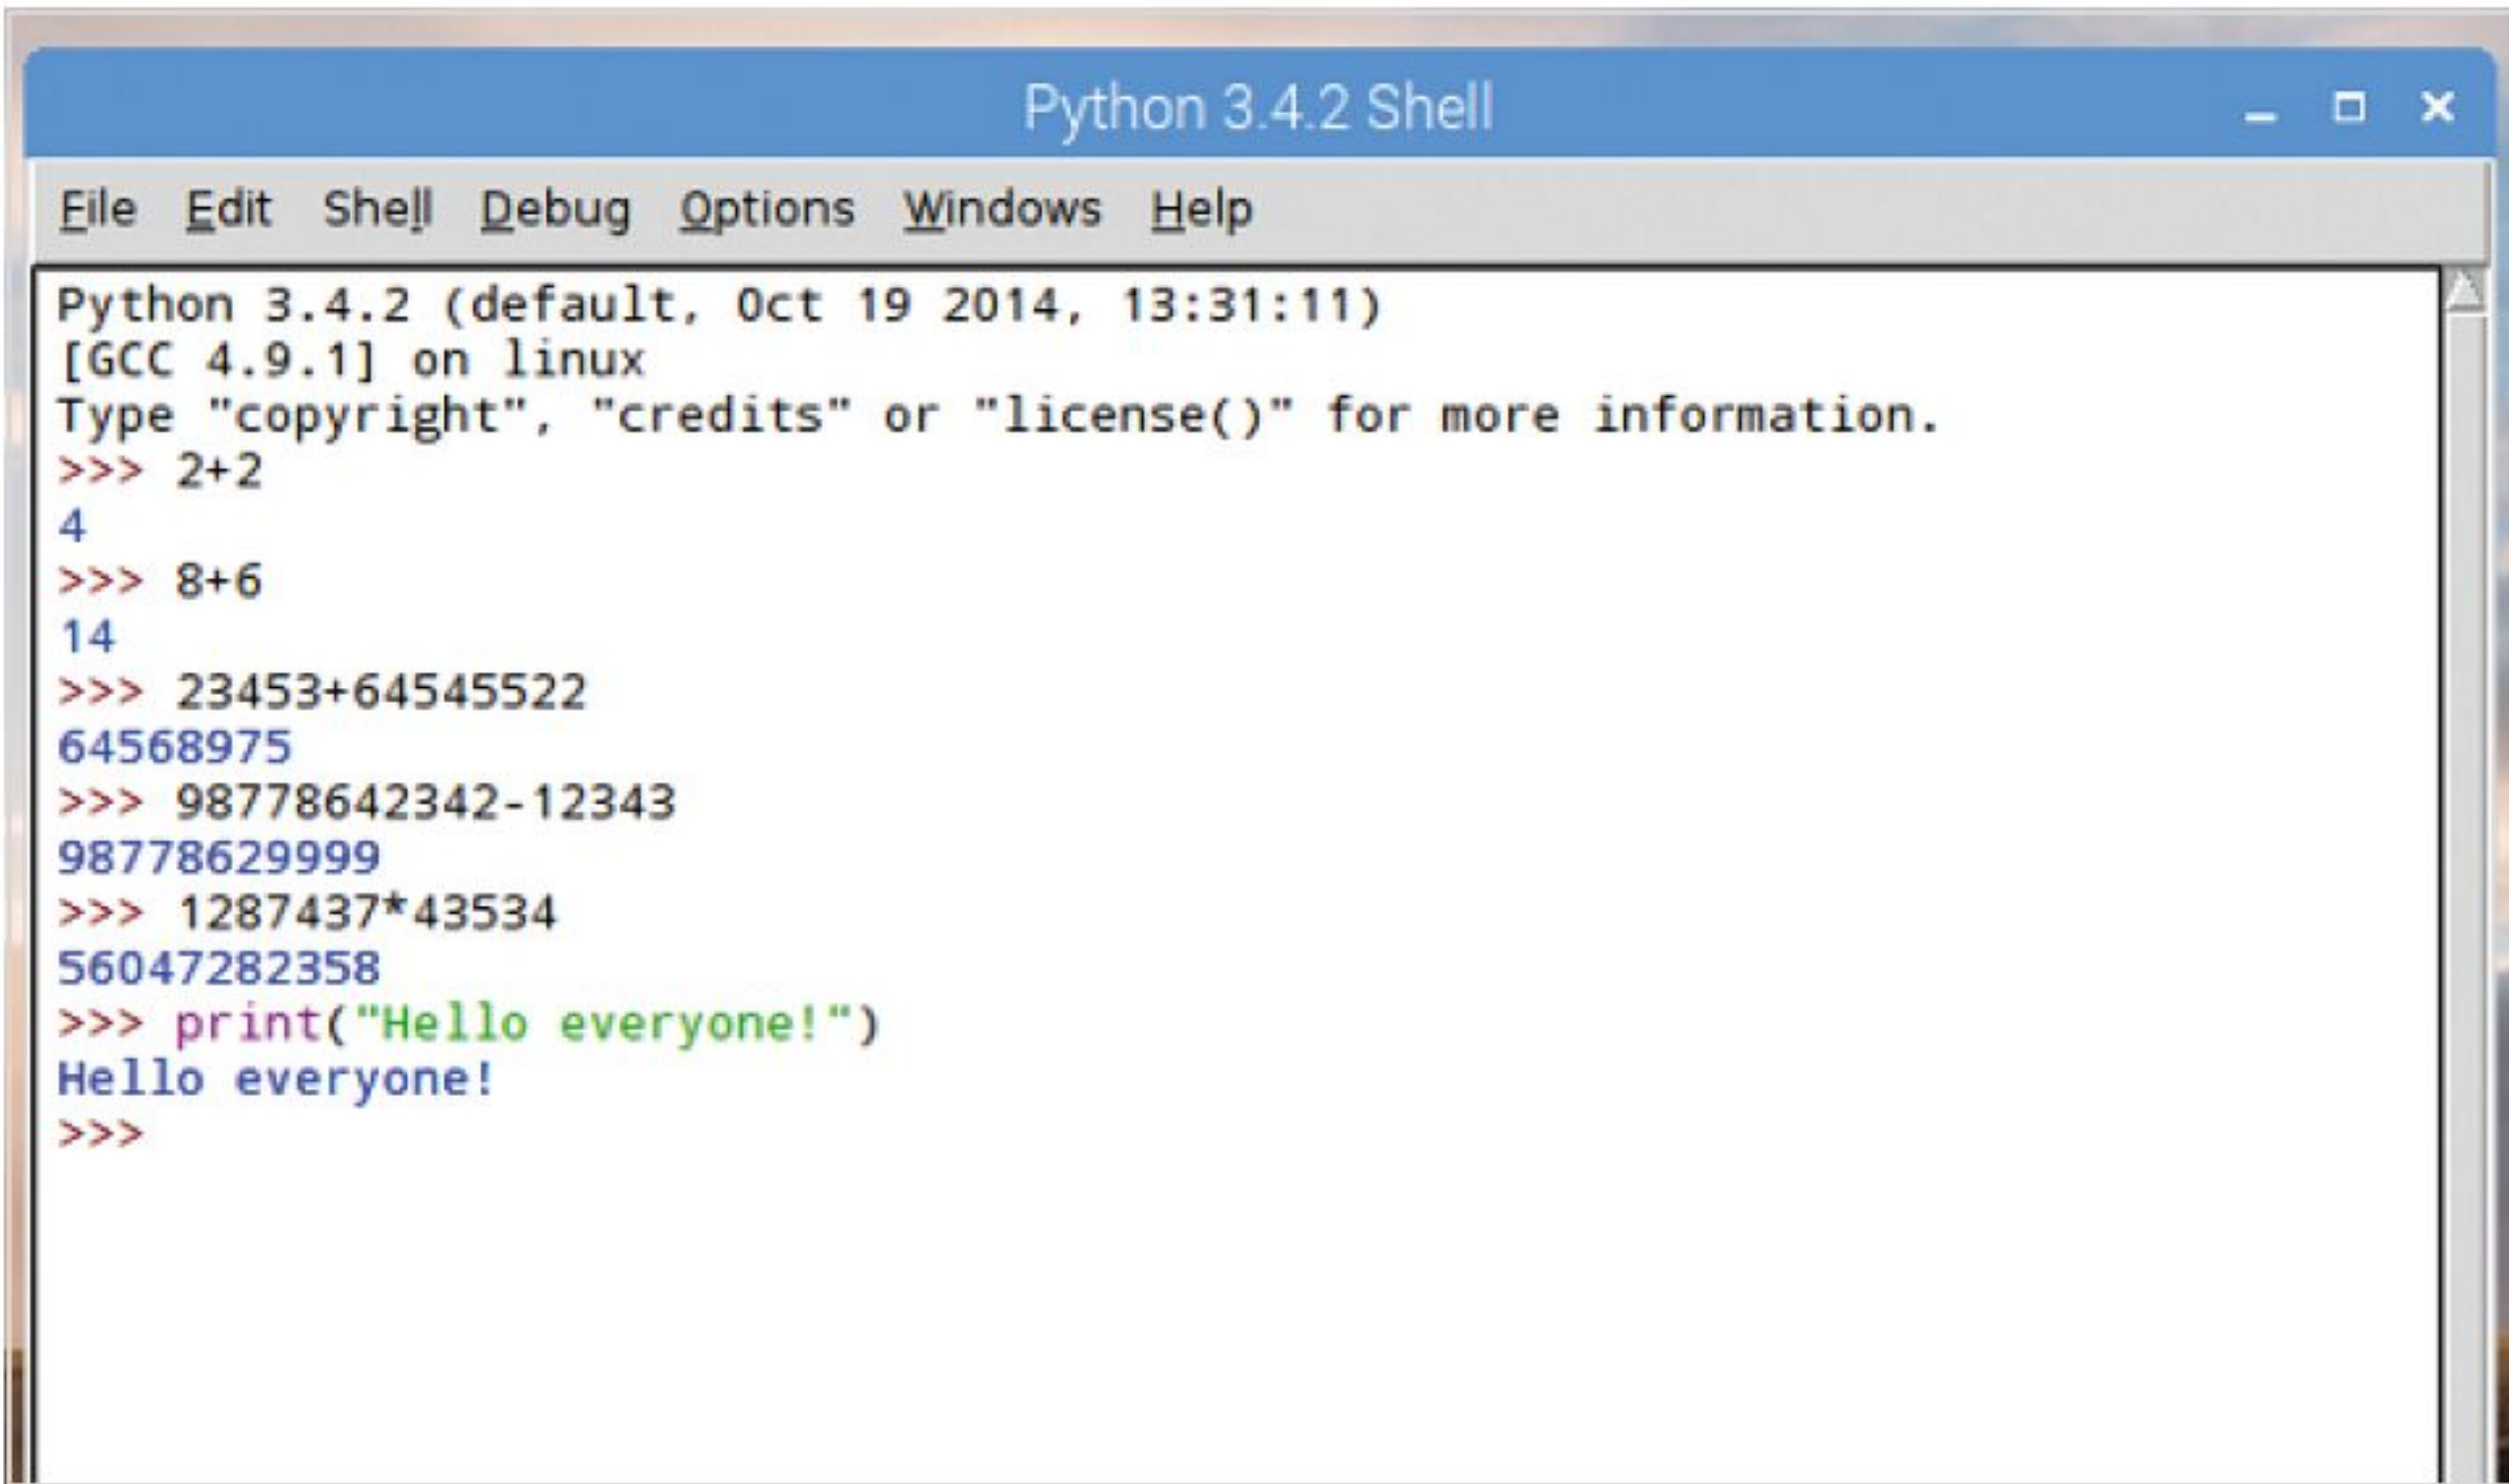 Python 3.4.2 Shell
File Edit Shell Debug Options Windows Help
Python 3.4.2 (default, Oct 19 2014, 13:31:11)
[GCC 4.9.1] on linux
Type "copyright", "credits" or "license()" for more information.
>>> 2+2
4
>>> 8+6
14
>>> 23453+64545522
64568975
>>> 98778642342-12343
98778629999
>>> 1287437*43534
56047282358
>>> print("Hello everyone!")
Hello everyone!
>>>